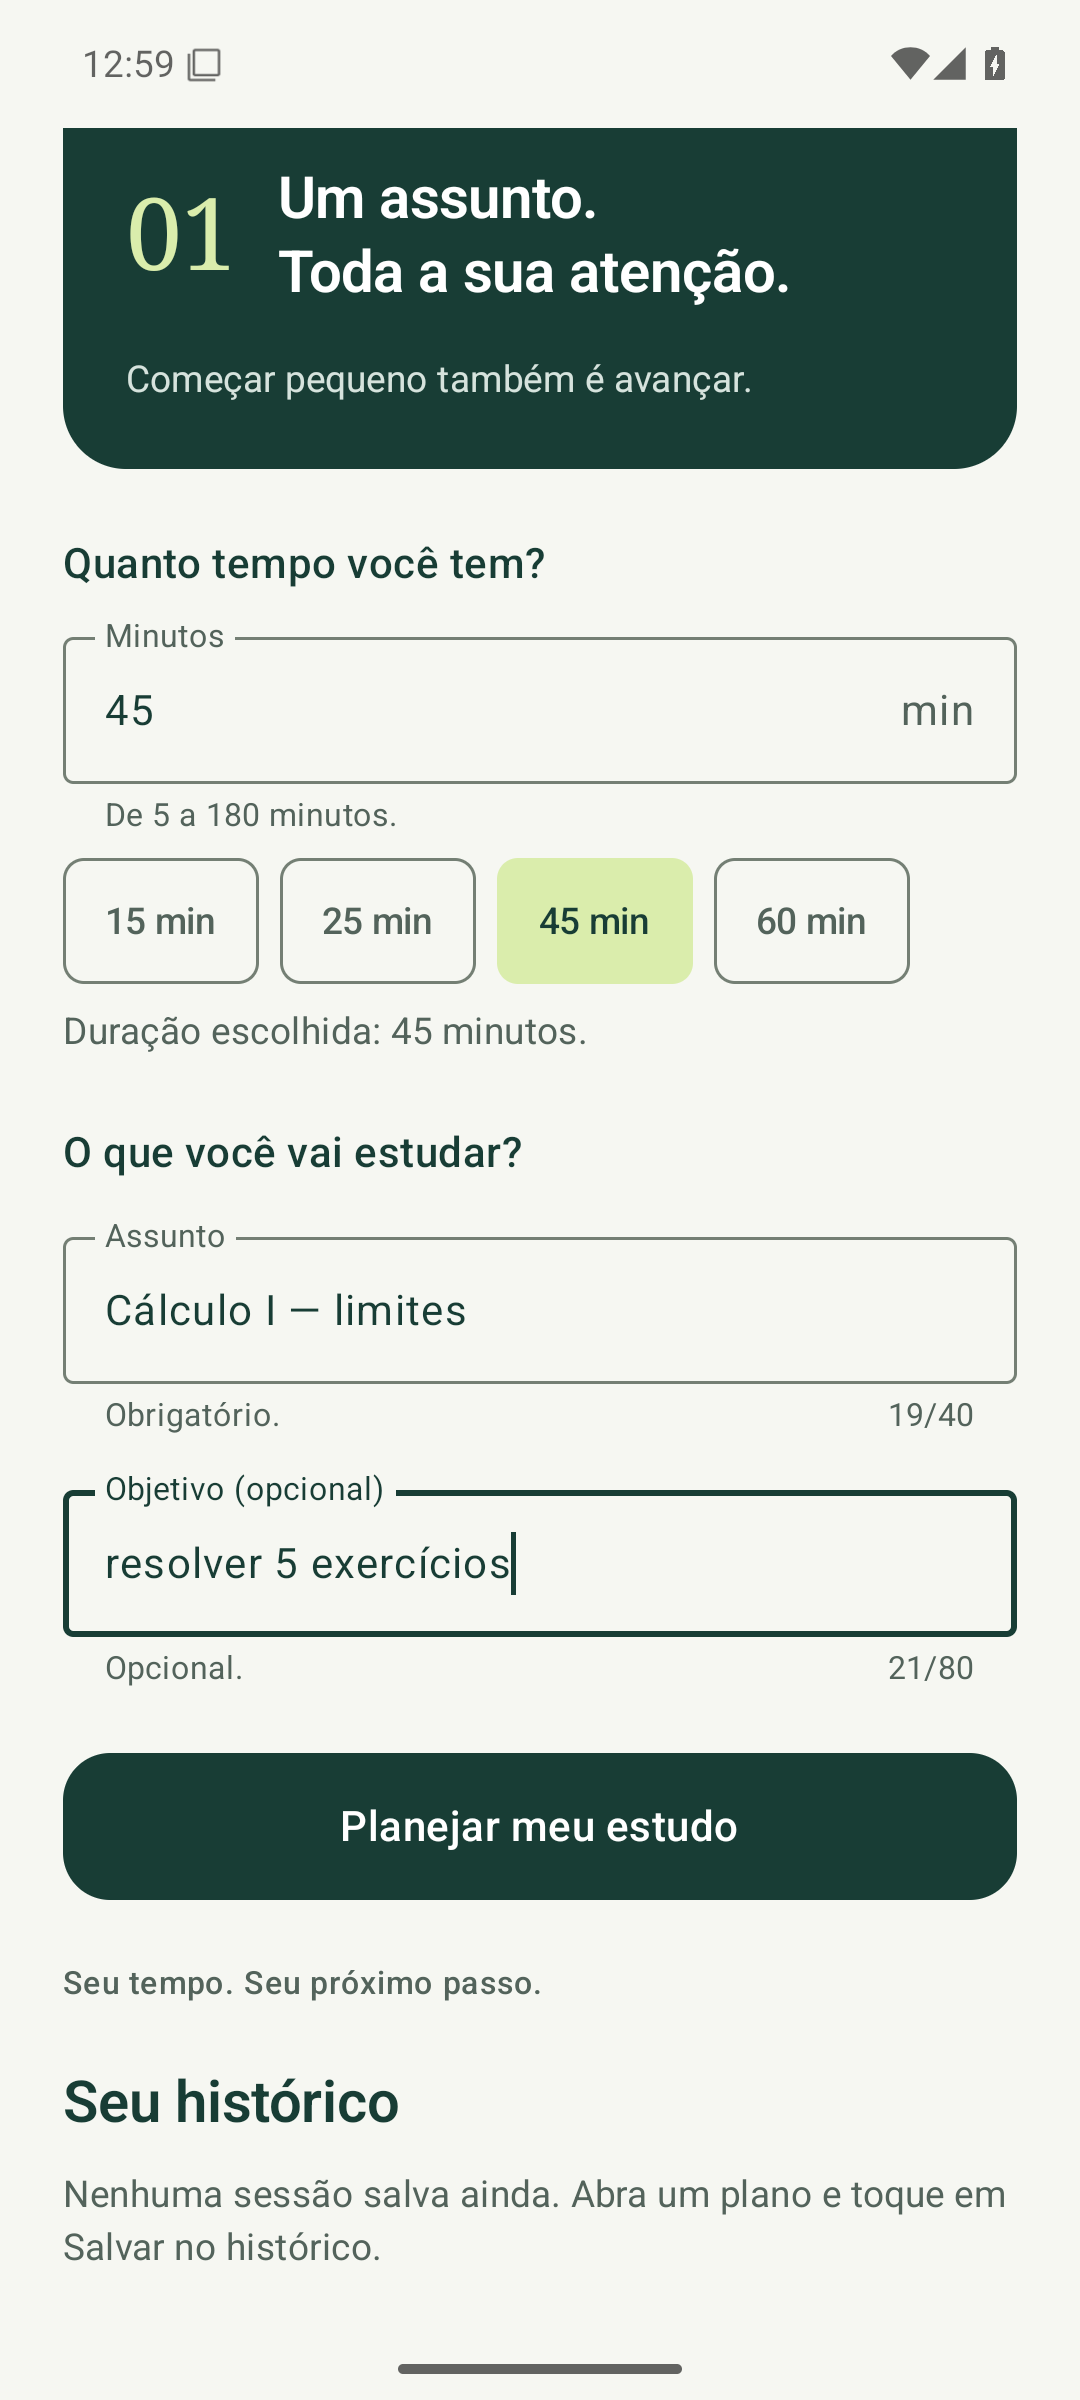 12:59
01
Um assunto.
Toda a sua atenção.
Começar pequeno também é avançar.
Quanto tempo você tem?
Minutos
45 min
De 5 a 180 minutos.
15 min 25 min 45 min 60 min
Duração escolhida: 45 minutos.
O que você vai estudar?
Assunto
Cálculo I — limites
Obrigatório. 19/40
Objetivo (opcional)
resolver 5 exercícios
Opcional. 21/80
Planejar meu estudo
Seu tempo. Seu próximo passo.
Seu histórico
Nenhuma sessão salva ainda. Abra um plano e toque em
Salvar no histórico.